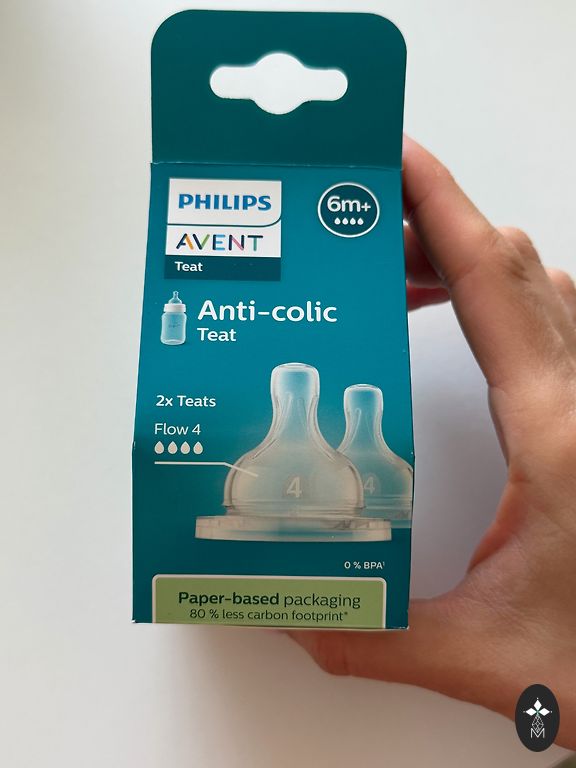 PHILIPS
AVENT
Teat
6m+
Anti-colic
Teat
2x Teats
Flow 4
4
4
0 % BPA¹
Paper-based packaging
80 % less carbon footprint*
M